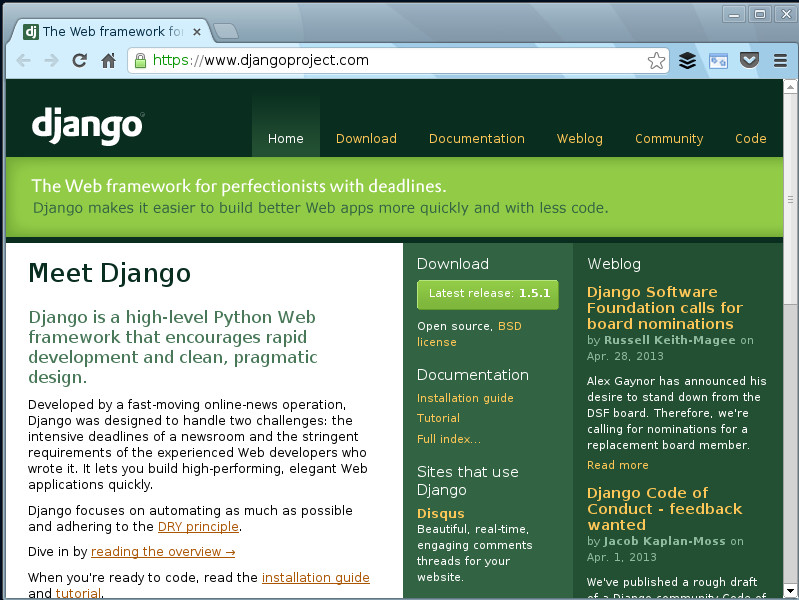 The Web framework fo
https://www.djangoproject.com
django
Home Download Documentation Weblog Community Code
The Web framework for perfectionists with deadlines.
Django makes it easier to build better Web apps more quickly and with less code.
Meet Django
Django is a high-level Python Web
framework that encourages rapid
development and clean, pragmatic
design.
Developed by a fast-moving online-news operation,
Django was designed to handle two challenges: the
intensive deadlines of a newsroom and the stringent
requirements of the experienced Web developers who
wrote it. It lets you build high-performing, elegant Web
applications quickly.
Django focuses on automating as much as possible
and adhering to the DRY principle.
Dive in by reading the overview →
When you're ready to code, read the installation guide
and tutorial.
Download
Latest release: 1.5.1
Open source, BSD
license
Documentation
Installation guide
Tutorial
Full index...
Sites that use
Django
Disqus
Beautiful, real-time,
engaging comments
threads for your
website.
Weblog
Django Software
Foundation calls for
board nominations
by Russell Keith-Magee on
Apr. 28, 2013
Alex Gaynor has announced his
desire to stand down from the
DSF board. Therefore, we're
calling for nominations for a
replacement board member.
Read more
Django Code of
Conduct - feedback
wanted
by Jacob Kaplan-Moss on
Apr. 1, 2013
We've published a rough draft
of a Django community Code of